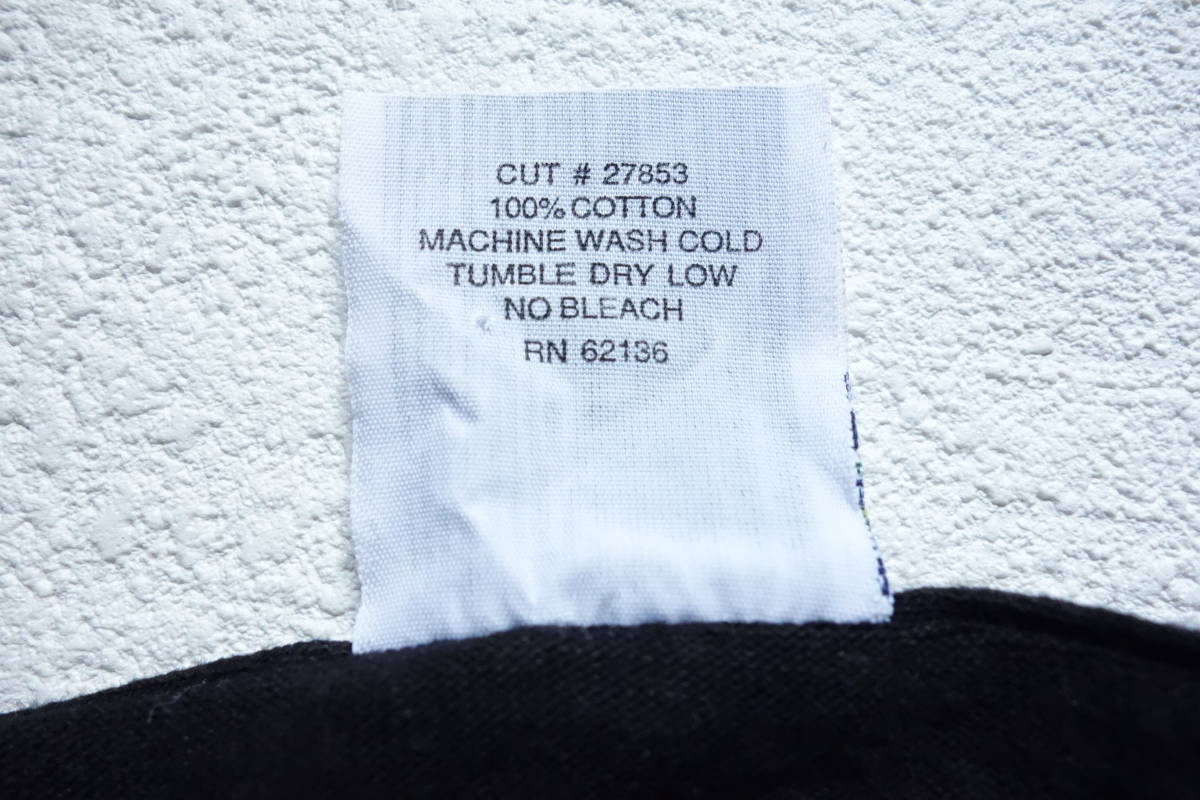 CUT # 27853
100% COTTON
MACHINE WASH COLD
TUMBLE DRY LOW
NO BLEACH
RN 62136